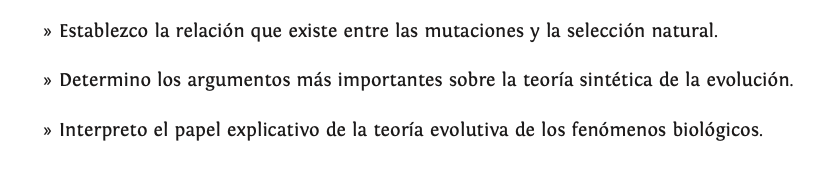 » Establezco la relación que existe entre las mutaciones y la selección natural.
» Determino los argumentos más importantes sobre la teoría sintética de la evolución.
» Interpreto el papel explicativo de la teoría evolutiva de los fenómenos biológicos.